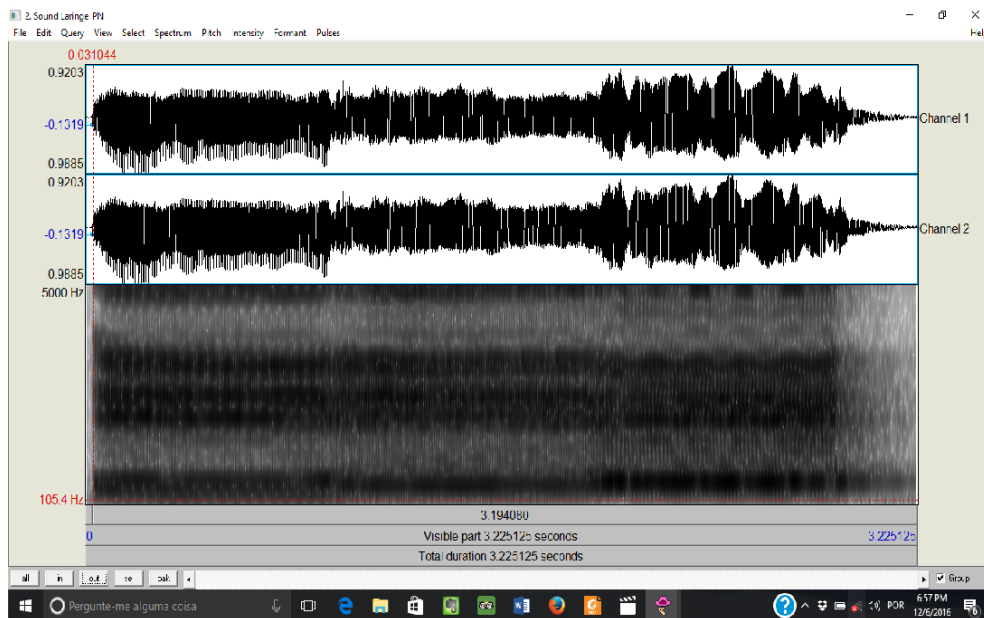 2. Sound Laringe PN
File Edit Query View Select Spectrum Pitch Intensity Formant Pulses Hel
0.031044
0.9203
-0.1319
0.9885
Channel 1
0.9203
-0.1319
0.9885
Channel 2
5000 Hz
105.4 Hz
3.194080
0 Visible part 3.225125 seconds 3.225125
Total duration 3.225125 seconds
all in out se bak Group
Pergunte-me alguma coisa
POR 6:57 PM
12/6/2016